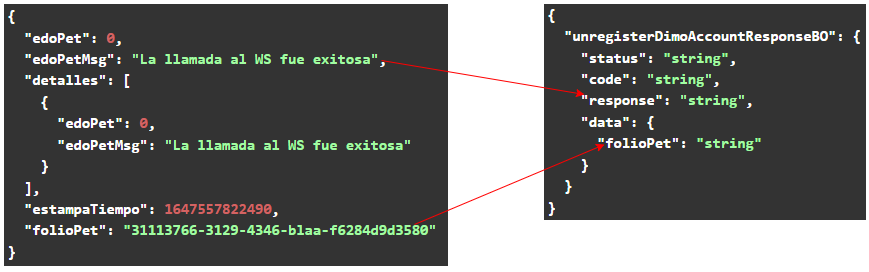 {
  "edoPet": 0,
  "edoPetMsg": "La llamada al WS fue exitosa",
  "detalles": [
    {
      "edoPet": 0,
      "edoPetMsg": "La llamada al WS fue exitosa"
    }
  ],
  "estampaTiempo": 1647557822490,
  "folioPet": "31113766-3129-4346-blaa-f6284d9d3580"
}
{
  "unregisterDimoAccountResponseBO": {
    "status": "string",
    "code": "string",
    "response": "string",
    "data": {
      "folioPet": "string"
    }
  }
}